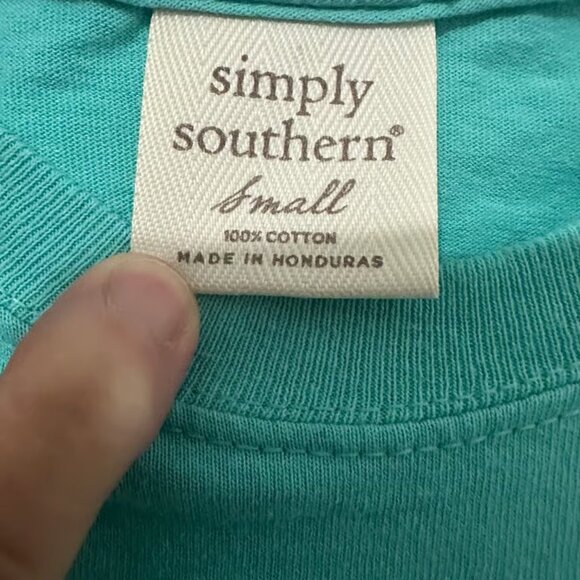 simply
southern®
Small
100% COTTON
MADE IN HONDURAS